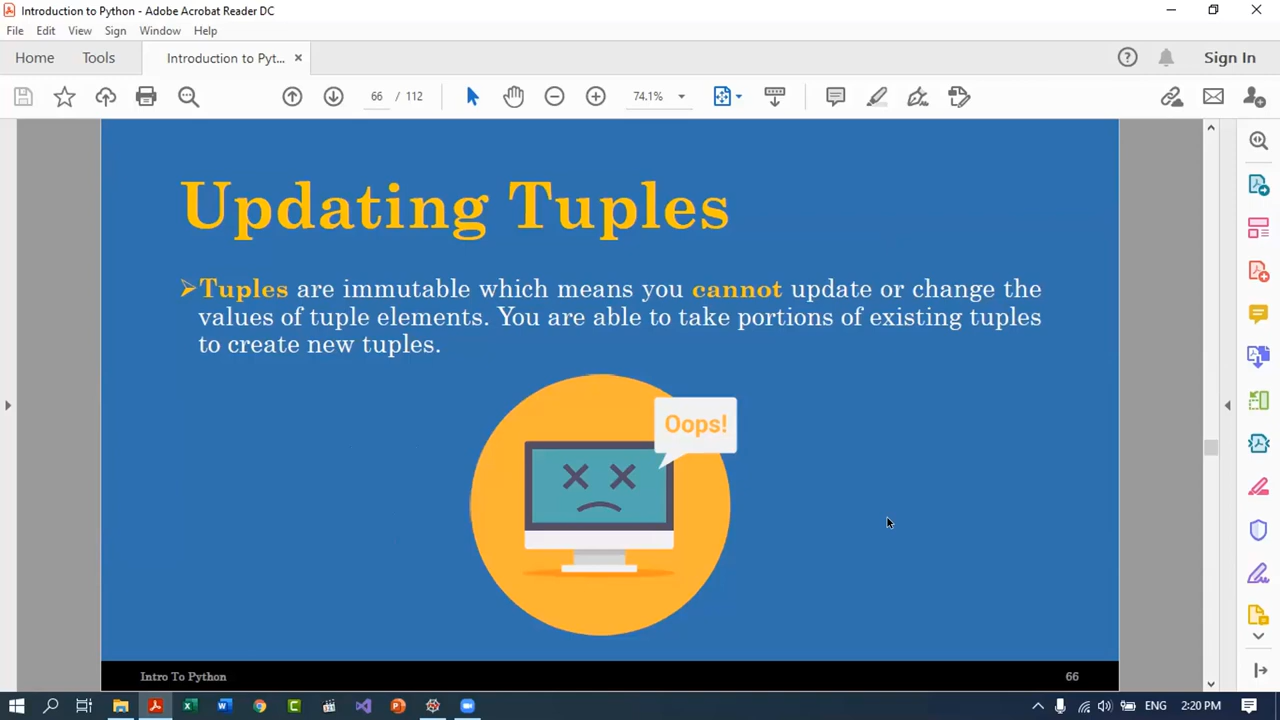 Introduction to Python - Adobe Acrobat Reader DC
File Edit View Sign Window Help
Home Tools Introduction to Pyt... × Sign In
66 / 112 74.1%
Updating Tuples
➢Tuples are immutable which means you cannot update or change the
values of tuple elements. You are able to take portions of existing tuples
to create new tuples.
Oops!
Intro To Python 66
ENG 2:20 PM